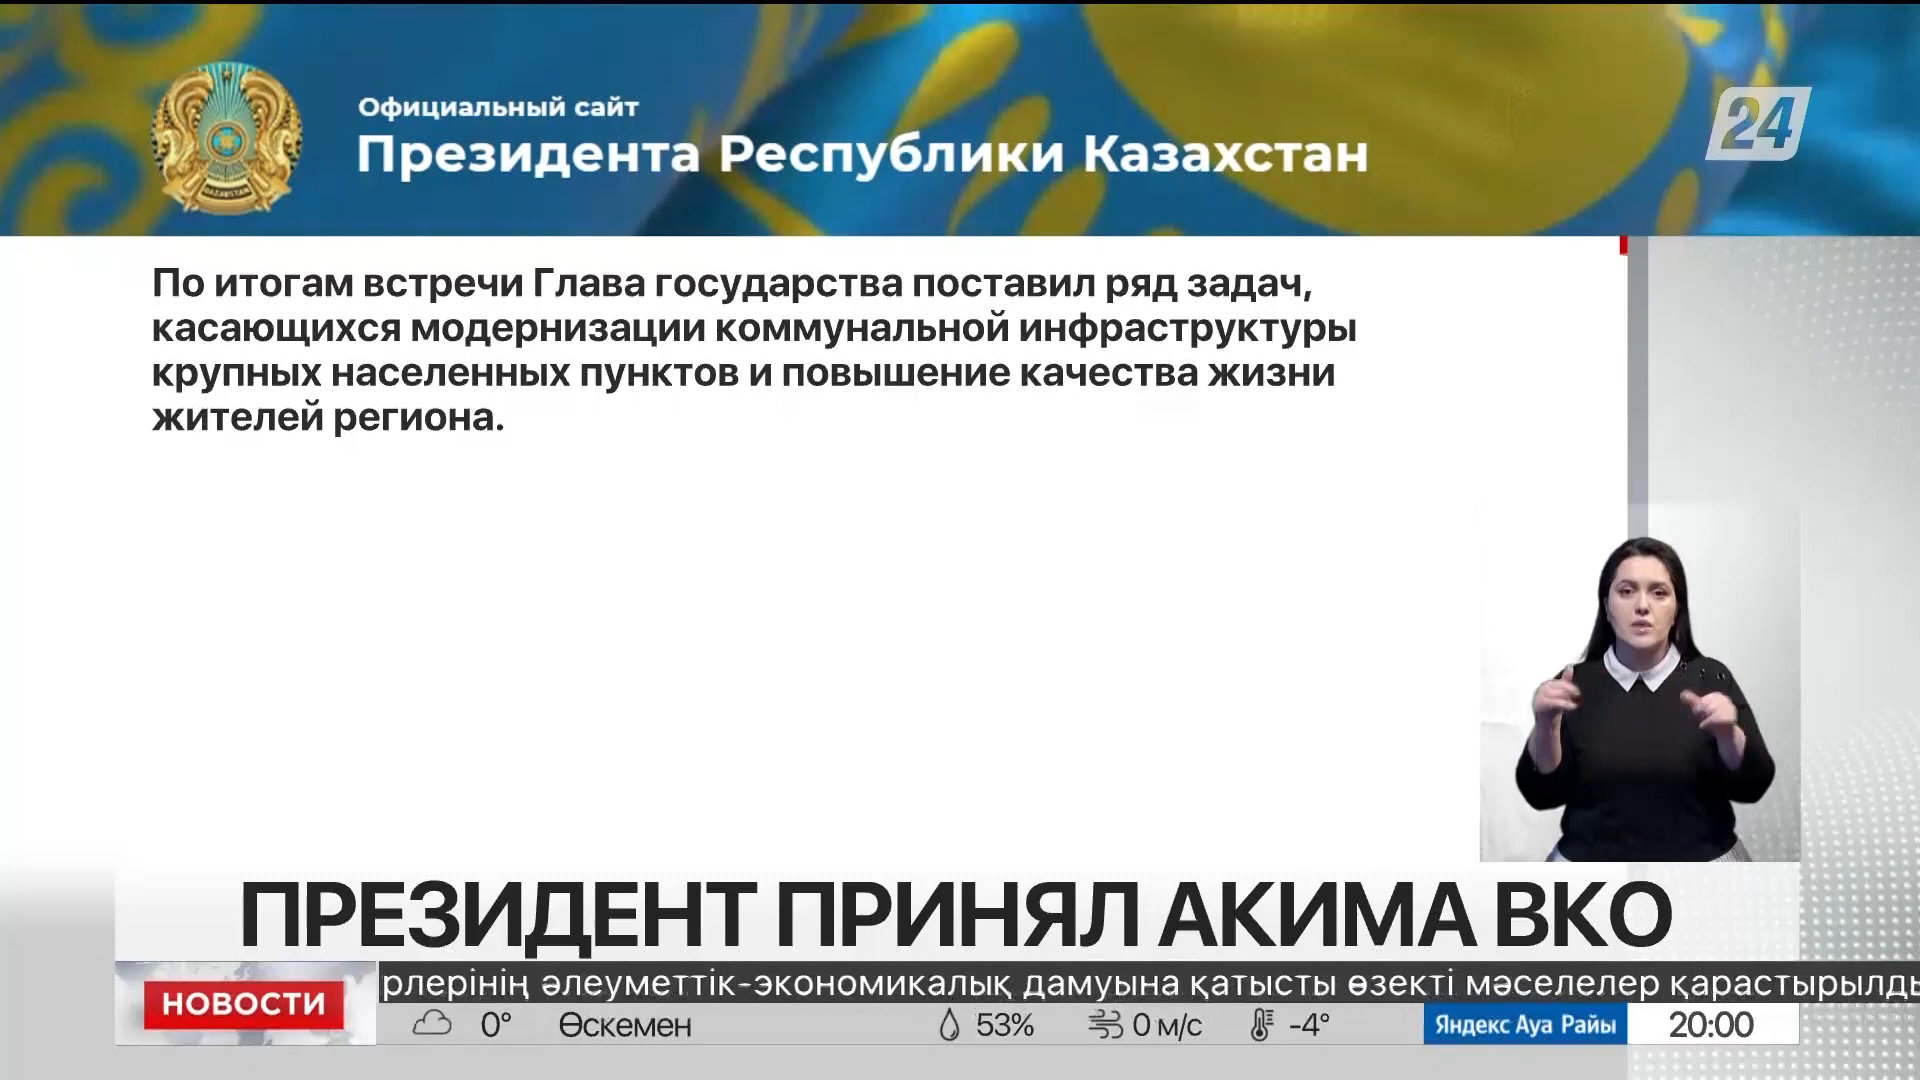 Официальный сайт
Президента Республики Казахстан
24
По итогам встречи Глава государства поставил ряд задач,
касающихся модернизации коммунальной инфраструктуры
крупных населенных пунктов и повышение качества жизни
жителей региона.
ПРЕЗИДЕНТ ПРИНЯЛ АКИМА ВКО
рлерінің әлеуметтік-экономикалық дамуына қатысты өзекті мәселелер қарастырылды
НОВОСТИ
0° Өскемен 53% 0 м/с -4° Яндекс Ауа Райы 20:00